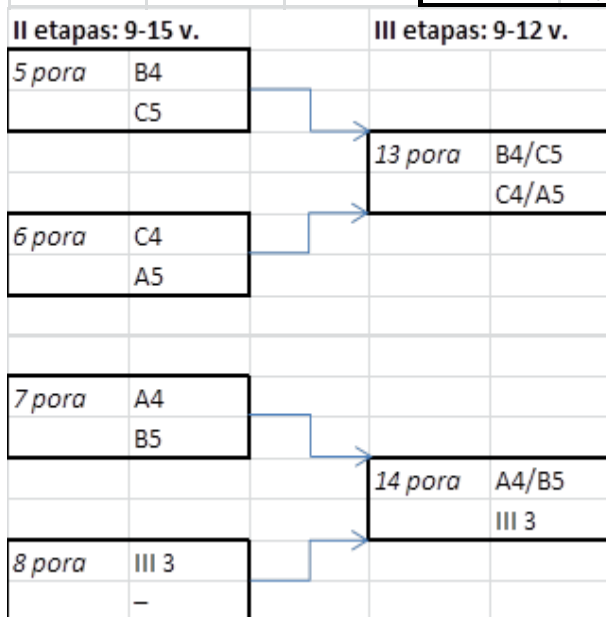 II etapas: 9-15 v. III etapas: 9-12 v.
5 pora B4
C5
13 pora B4/C5
C4/A5
6 pora C4
A5
7 pora A4
B5
14 pora A4/B5
III 3
8 pora III 3
–